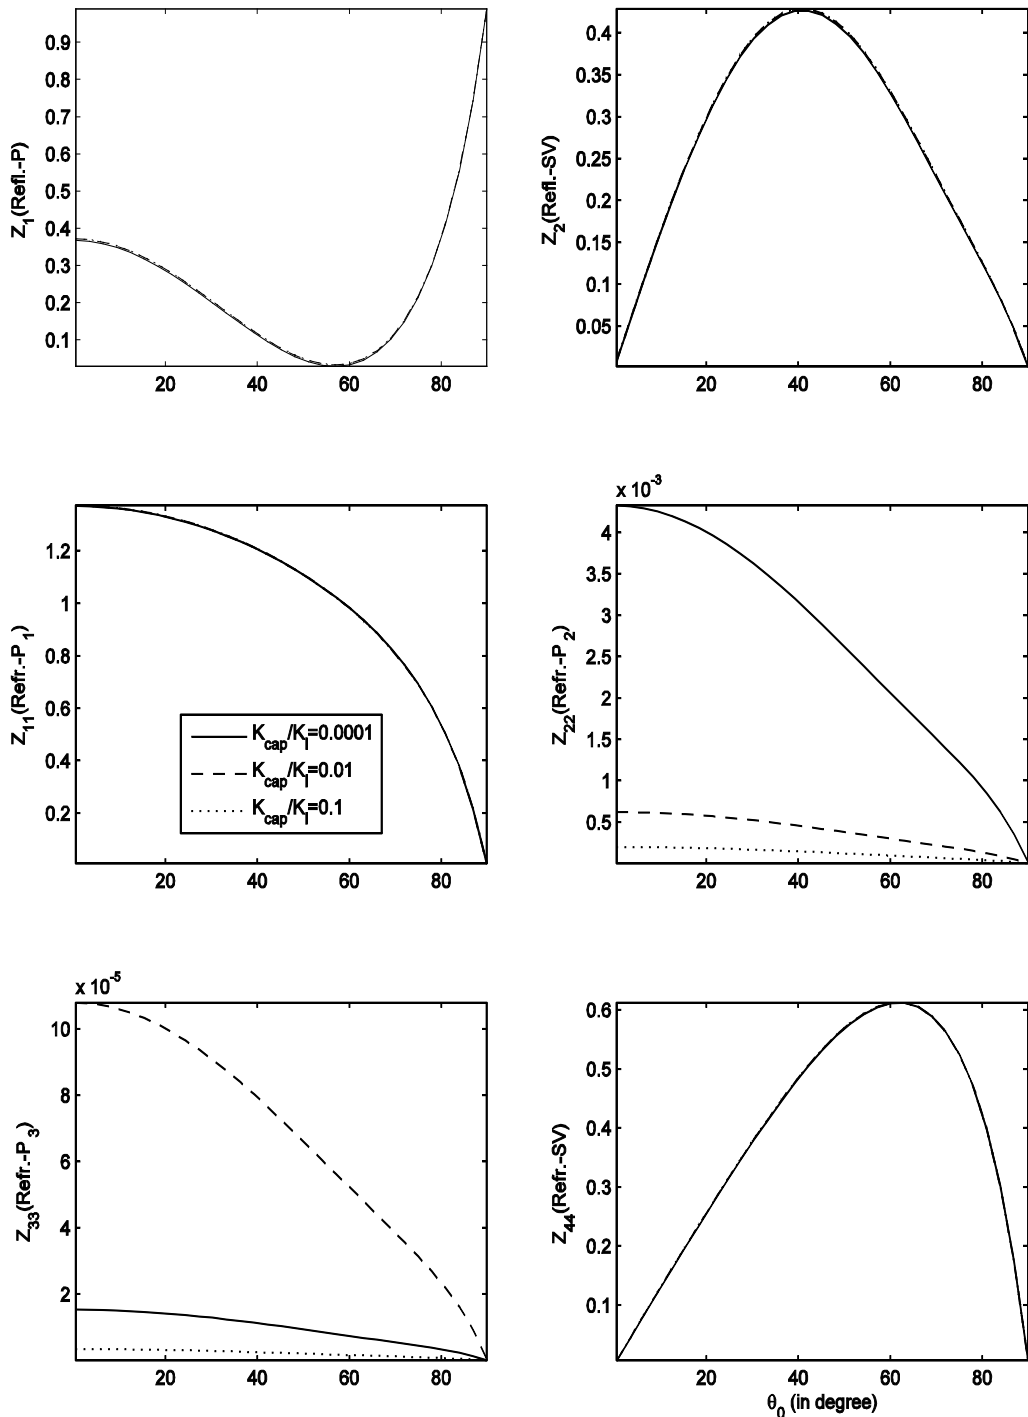 Z1(Refl.-P)
0.9
0.8
0.7
0.6
0.5
0.4
0.3
0.2
0.1
20 40 60 80
Z2(Refl.-SV)
0.4
0.35
0.3
0.25
0.2
0.15
0.1
0.05
20 40 60 80
Z11(Refr.-P1)
1.2
1
0.8
0.6
0.4
0.2
20 40 60 80
Kcap/Kl=0.0001
Kcap/Kl=0.01
Kcap/Kl=0.1
x 10-3
Z22(Refr.-P2)
4
3.5
3
2.5
2
1.5
1
0.5
20 40 60 80
x 10-5
Z33(Refr.-P3)
10
8
6
4
2
20 40 60 80
Z44(Refr.-SV)
0.6
0.5
0.4
0.3
0.2
0.1
20 40 60 80
θ0 (in degree)